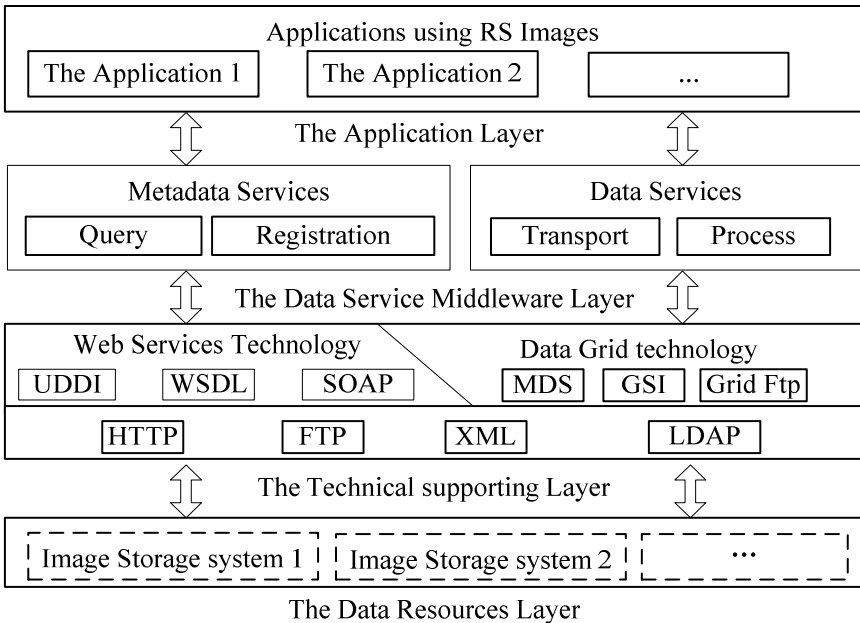 Applications using RS Images
The Application 1
The Application 2
...
The Application Layer
Metadata Services
Query
Registration
Data Services
Transport
Process
The Data Service Middleware Layer
Web Services Technology
UDDI
WSDL
SOAP
Data Grid technology
MDS
GSI
Grid Ftp
HTTP
FTP
XML
LDAP
The Technical supporting Layer
Image Storage system 1
Image Storage system 2
...
The Data Resources Layer